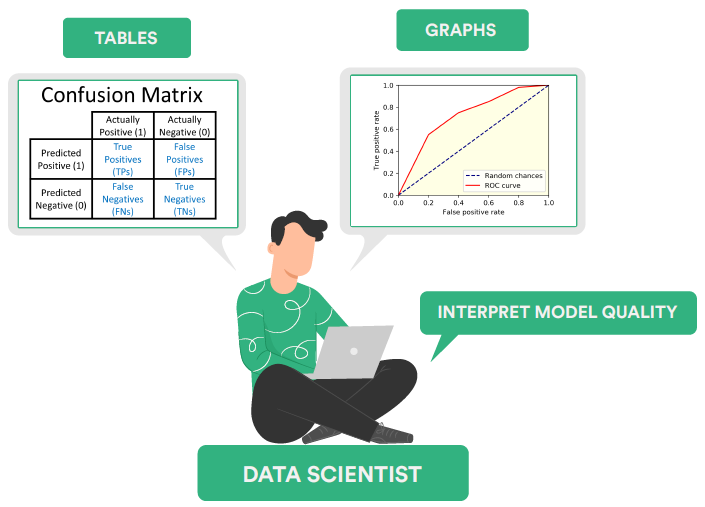 TABLES
GRAPHS
Confusion Matrix
Actually
Positive (1)
Actually
Negative (0)
Predicted
Positive (1)
True
Positives
(TPs)
False
Positives
(FPs)
Predicted
Negative (0)
False
Negatives
(FNs)
True
Negatives
(TNs)
True positive rate
1.0
0.8
0.6
0.4
0.2
0.0
Random chances
ROC curve
0.0 0.2 0.4 0.6 0.8 1.0
False positive rate
INTERPRET MODEL QUALITY
DATA SCIENTIST